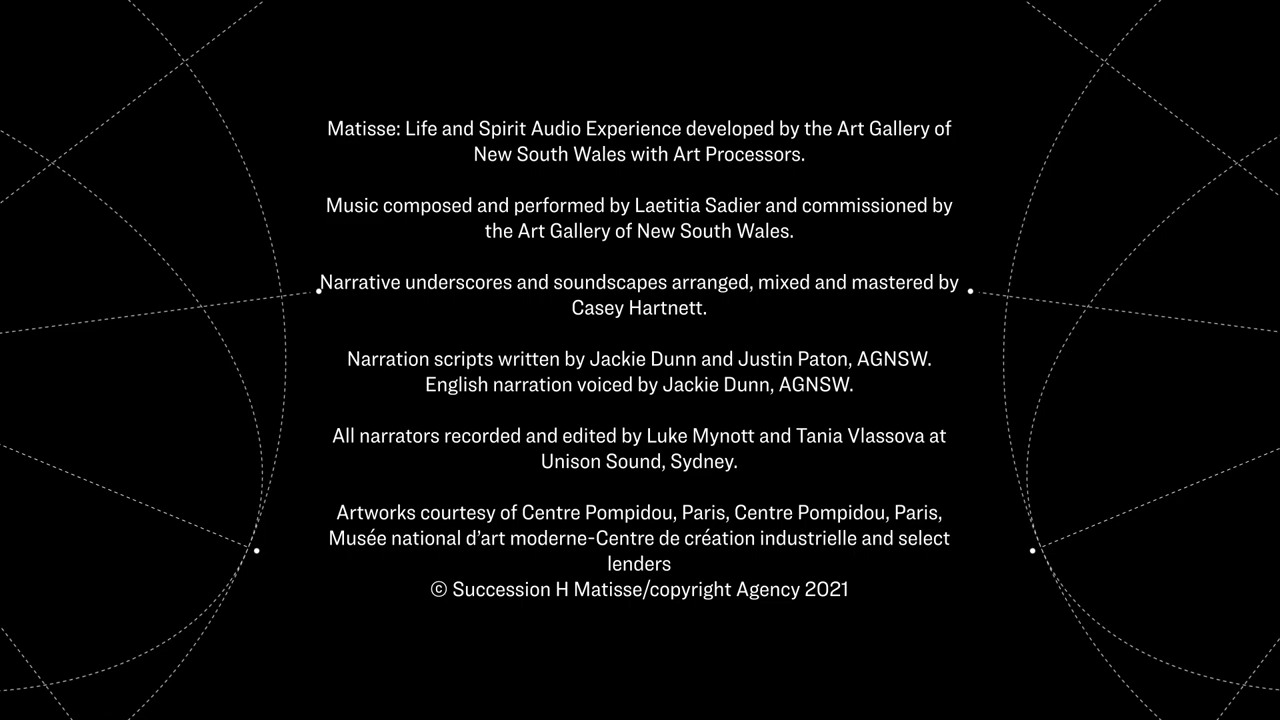 Matisse: Life and Spirit Audio Experience developed by the Art Gallery of
New South Wales with Art Processors.
Music composed and performed by Laetitia Sadier and commissioned by
the Art Gallery of New South Wales.
Narrative underscores and soundscapes arranged, mixed and mastered by
Casey Hartnett.
Narration scripts written by Jackie Dunn and Justin Paton, AGNSW.
English narration voiced by Jackie Dunn, AGNSW.
All narrators recorded and edited by Luke Mynott and Tania Vlassova at
Unison Sound, Sydney.
Artworks courtesy of Centre Pompidou, Paris, Centre Pompidou, Paris,
Musée national d’art moderne-Centre de création industrielle and select
lenders
© Succession H Matisse/copyright Agency 2021